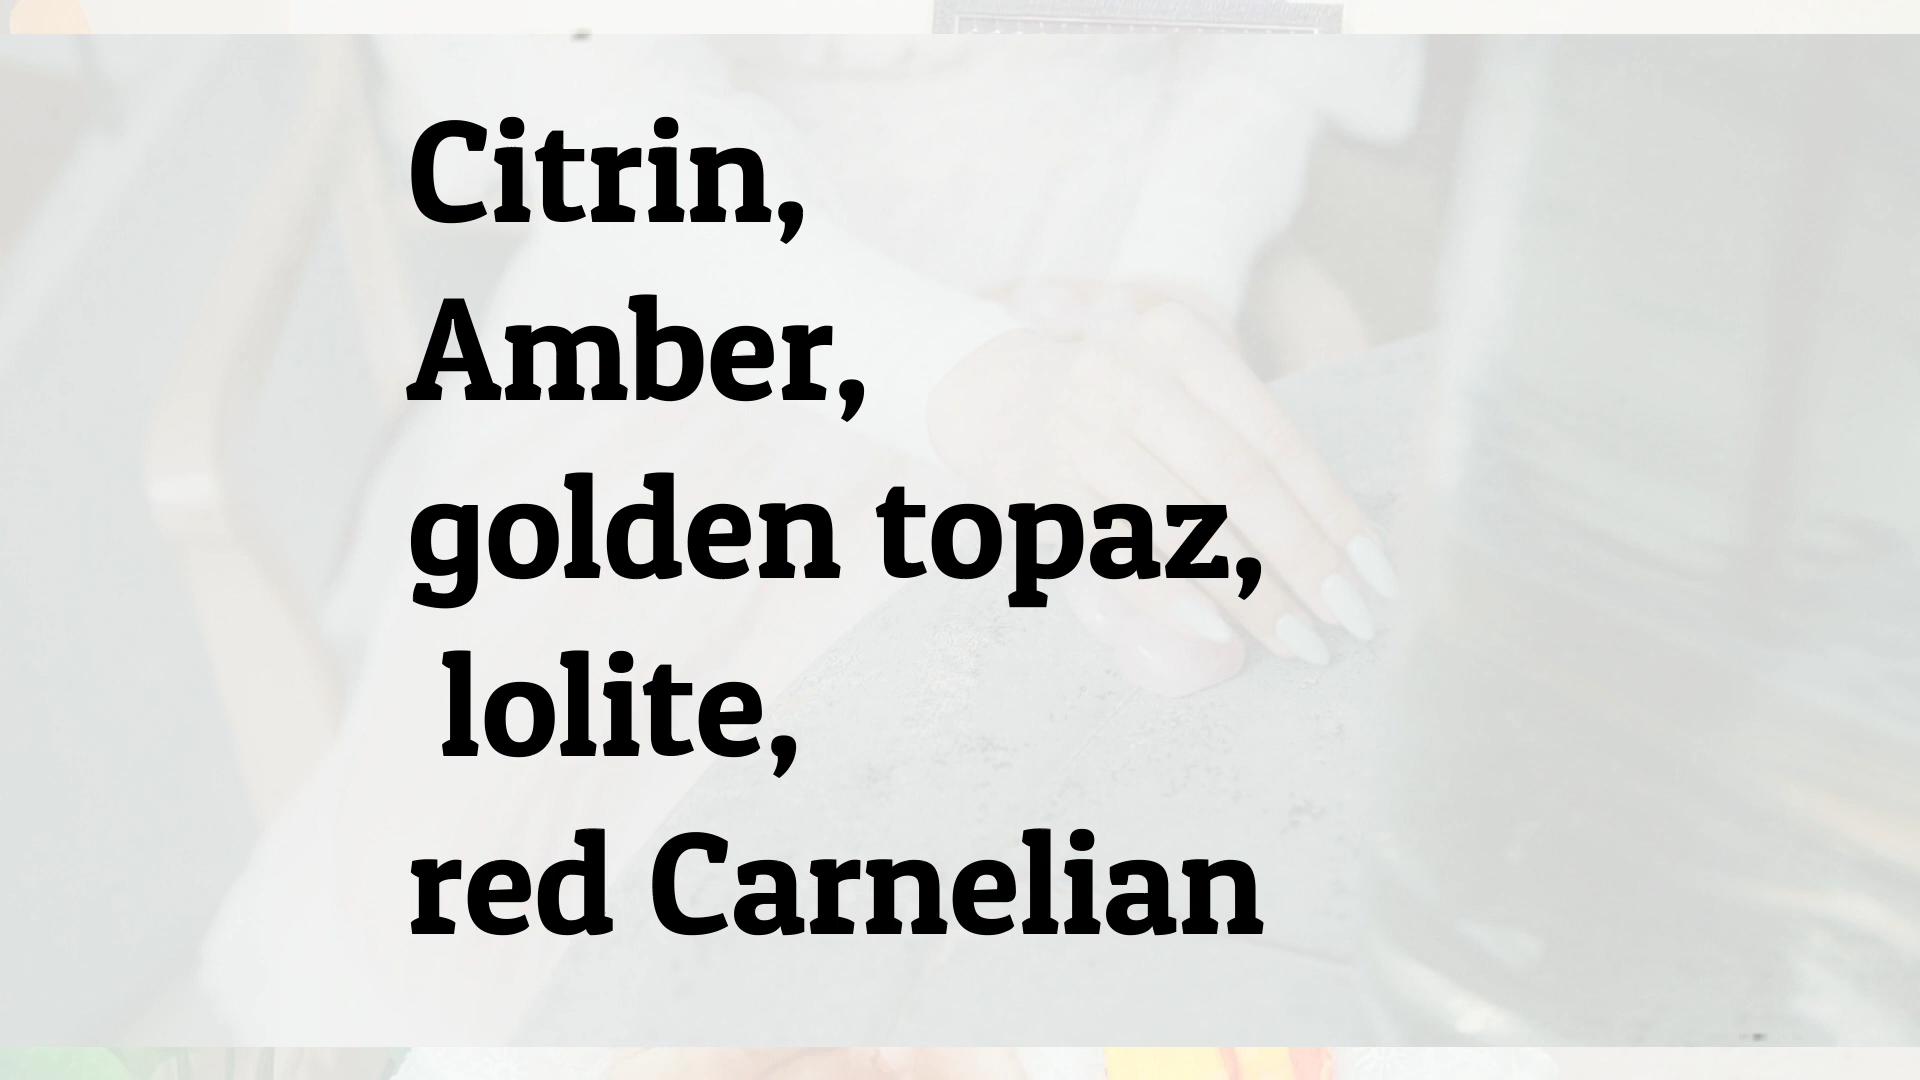 Citrin,
Amber,
golden topaz,
lolite,
red Carnelian